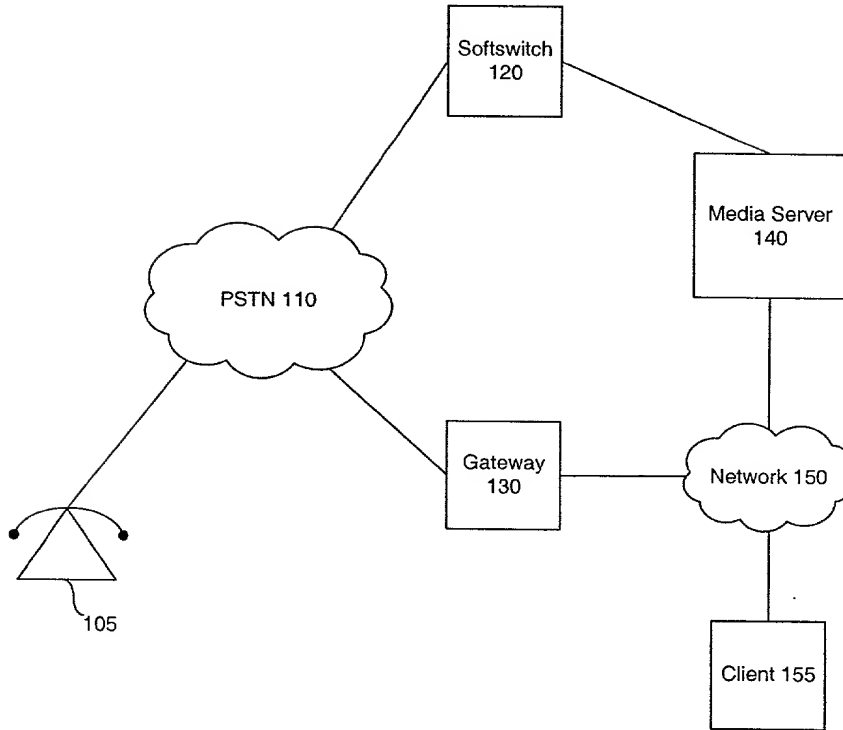 Softswitch
120
Media Server
140
PSTN 110
Gateway
130
Network 150
105
Client 155